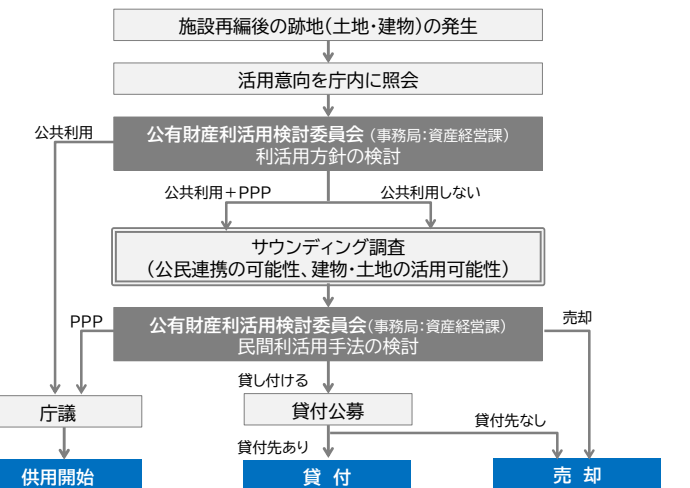 施設再編後の跡地(土地・建物)の発生
活用意向を庁内に照会
公共利用
公有財産利活用検討委員会(事務局:資産経営課)
利活用方針の検討
公共利用+PPP
公共利用しない
サウンディング調査
(公民連携の可能性、建物・土地の活用可能性)
PPP
公有財産利活用検討委員会(事務局:資産経営課)
民間利活用手法の検討
売却
貸し付ける
庁議
貸付公募
貸付先なし
貸付先あり
供用開始
貸 付
売 却